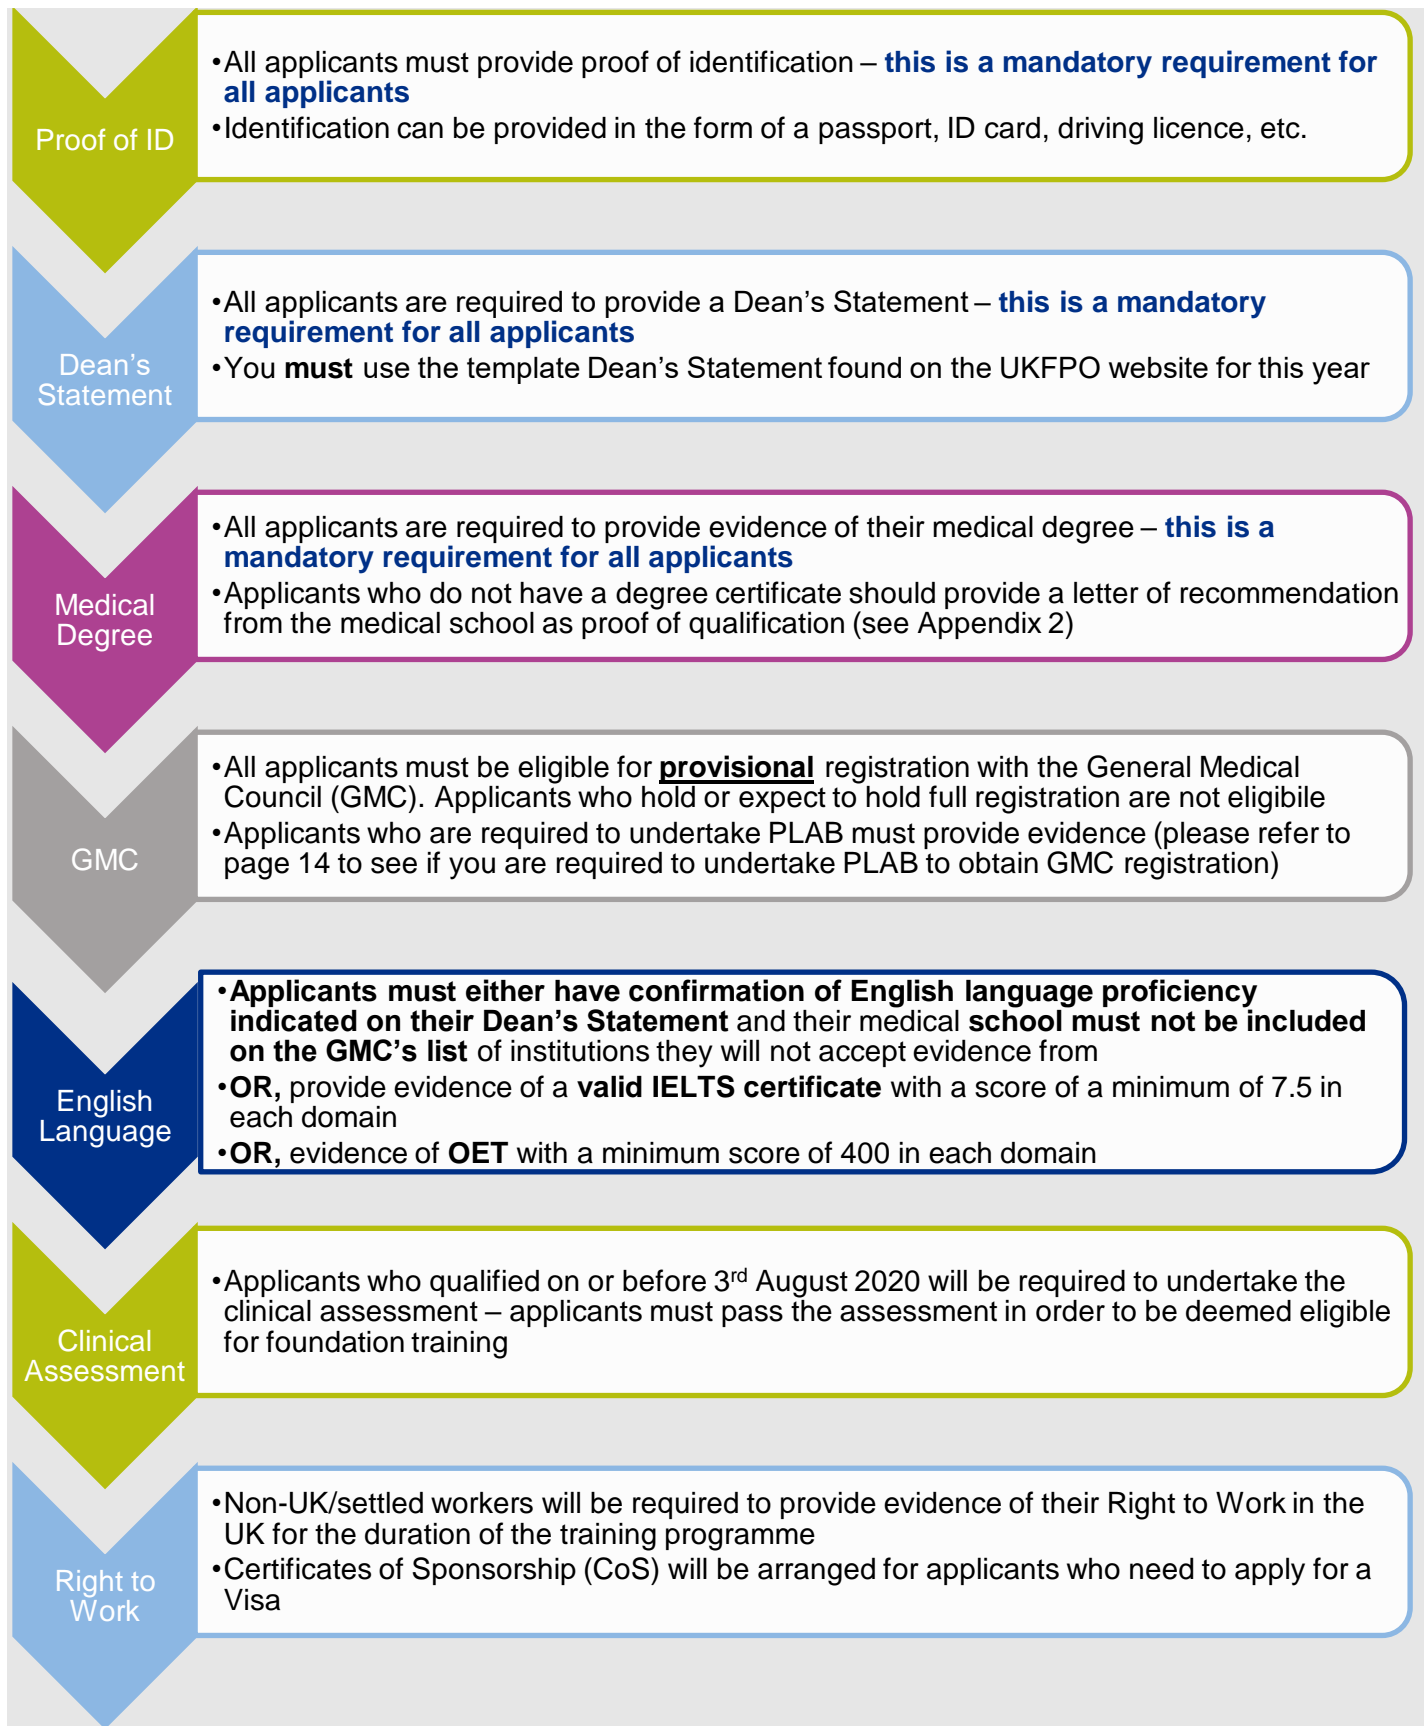 Proof of ID
•All applicants must provide proof of identification – this is a mandatory requirement for
all applicants
•Identification can be provided in the form of a passport, ID card, driving licence, etc.
Dean’s
Statement
•All applicants are required to provide a Dean’s Statement – this is a mandatory
requirement for all applicants
•You must use the template Dean’s Statement found on the UKFPO website for this year
Medical
Degree
•All applicants are required to provide evidence of their medical degree – this is a
mandatory requirement for all applicants
•Applicants who do not have a degree certificate should provide a letter of recommendation
from the medical school as proof of qualification (see Appendix 2)
GMC
•All applicants must be eligible for provisional registration with the General Medical
Council (GMC). Applicants who hold or expect to hold full registration are not eligibile
•Applicants who are required to undertake PLAB must provide evidence (please refer to
page 14 to see if you are required to undertake PLAB to obtain GMC registration)
English
Language
•Applicants must either have confirmation of English language proficiency
indicated on their Dean’s Statement and their medical school must not be included
on the GMC’s list of institutions they will not accept evidence from
•OR, provide evidence of a valid IELTS certificate with a score of a minimum of 7.5 in
each domain
•OR, evidence of OET with a minimum score of 400 in each domain
Clinical
Assessment
•Applicants who qualified on or before 3rd August 2020 will be required to undertake the
clinical assessment – applicants must pass the assessment in order to be deemed eligible
for foundation training
Right to
Work
•Non-UK/settled workers will be required to provide evidence of their Right to Work in the
UK for the duration of the training programme
•Certificates of Sponsorship (CoS) will be arranged for applicants who need to apply for a
Visa